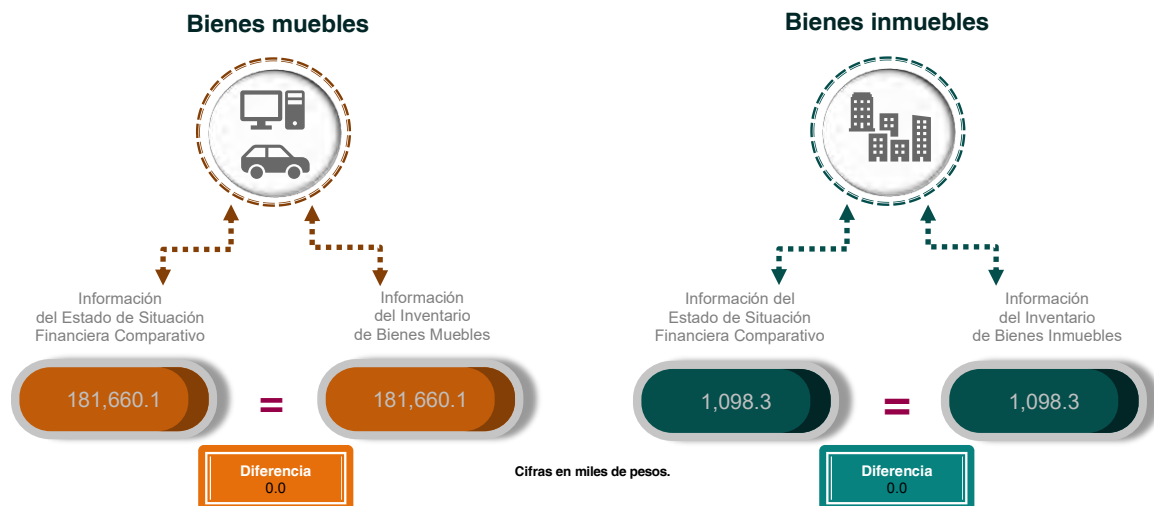 Bienes muebles
Información
del Estado de Situación
Financiera Comparativo
Información
del Inventario
de Bienes Muebles
181,660.1
=
181,660.1
Diferencia
0.0
Cifras en miles de pesos.
Bienes inmuebles
Información del
Estado de Situación
Financiera Comparativo
Información
del Inventario
de Bienes Inmuebles
1,098.3
=
1,098.3
Diferencia
0.0